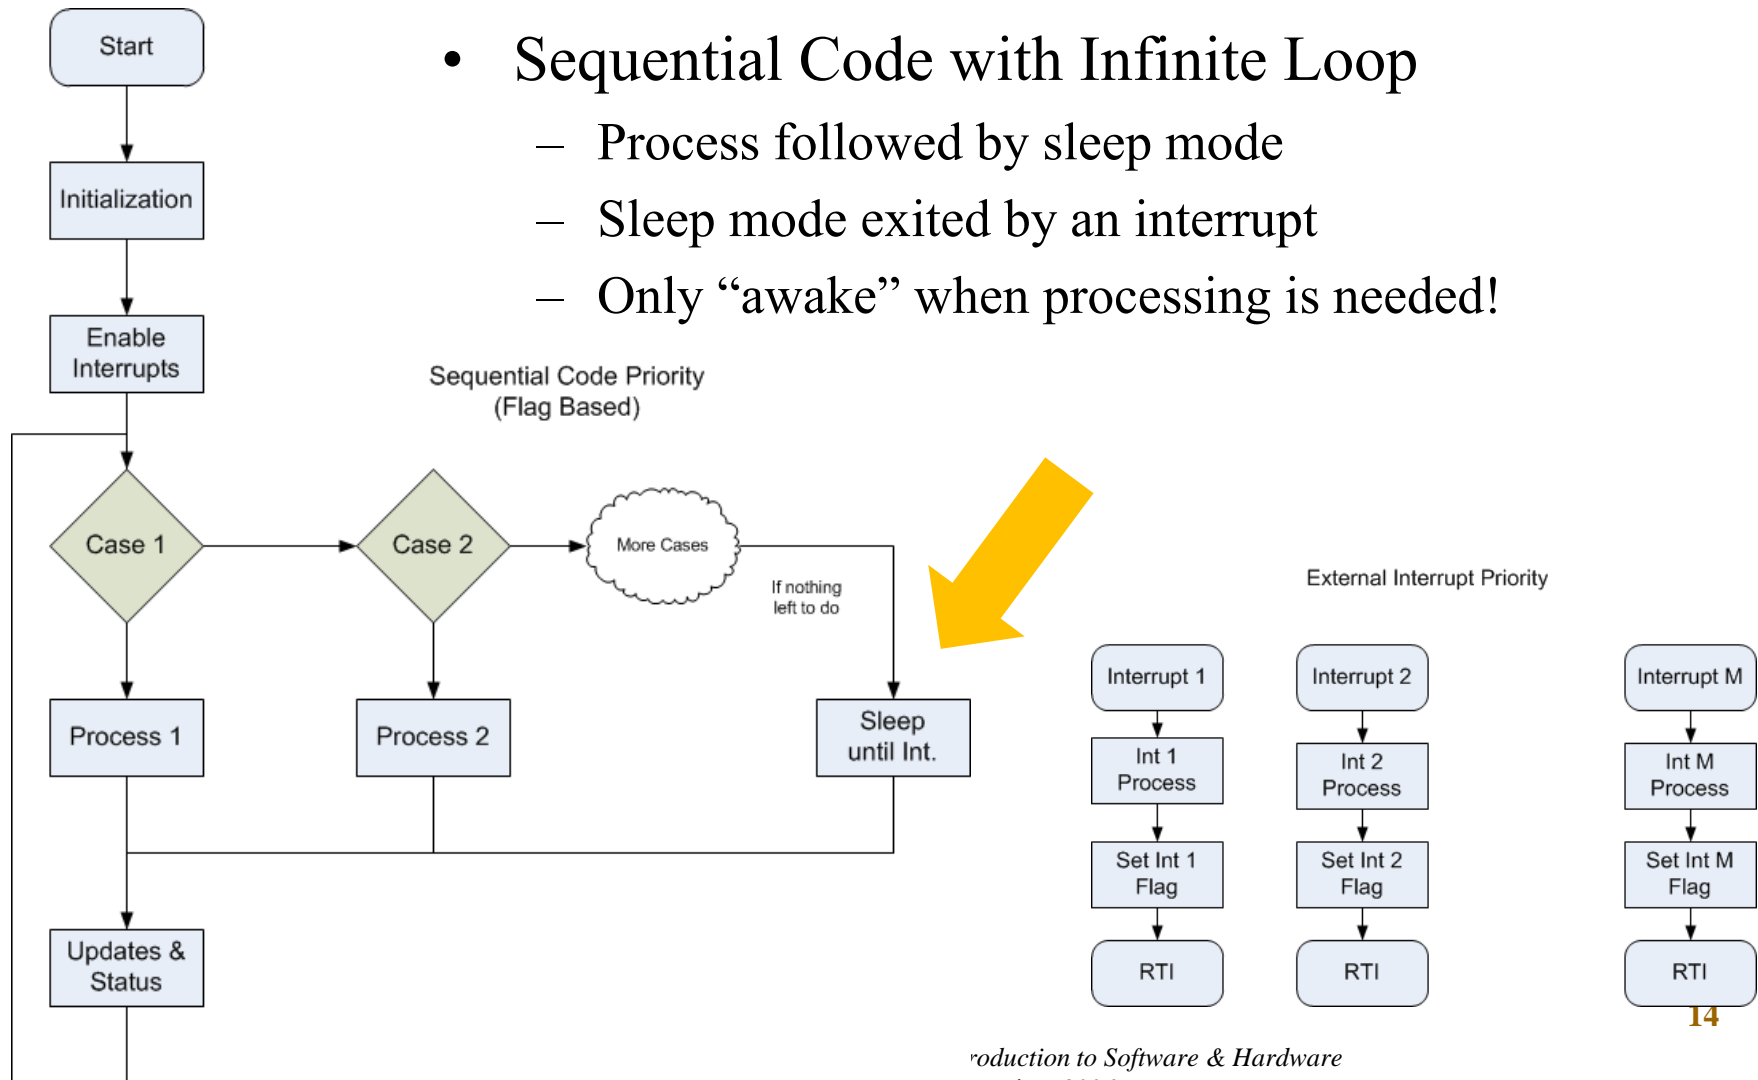 • Sequential Code with Infinite Loop
– Process followed by sleep mode
– Sleep mode exited by an interrupt
– Only “awake” when processing is needed!
Start
Initialization
Enable
Interrupts
Sequential Code Priority
(Flag Based)
Case 1
Case 2
More Cases
If nothing
left to do
Process 1
Process 2
Sleep
until Int.
Updates &
Status
External Interrupt Priority
Interrupt 1
Int 1
Process
Set Int 1
Flag
RTI
Interrupt 2
Int 2
Process
Set Int 2
Flag
RTI
Interrupt M
Int M
Process
Set Int M
Flag
RTI
14
roduction to Software & Hardware